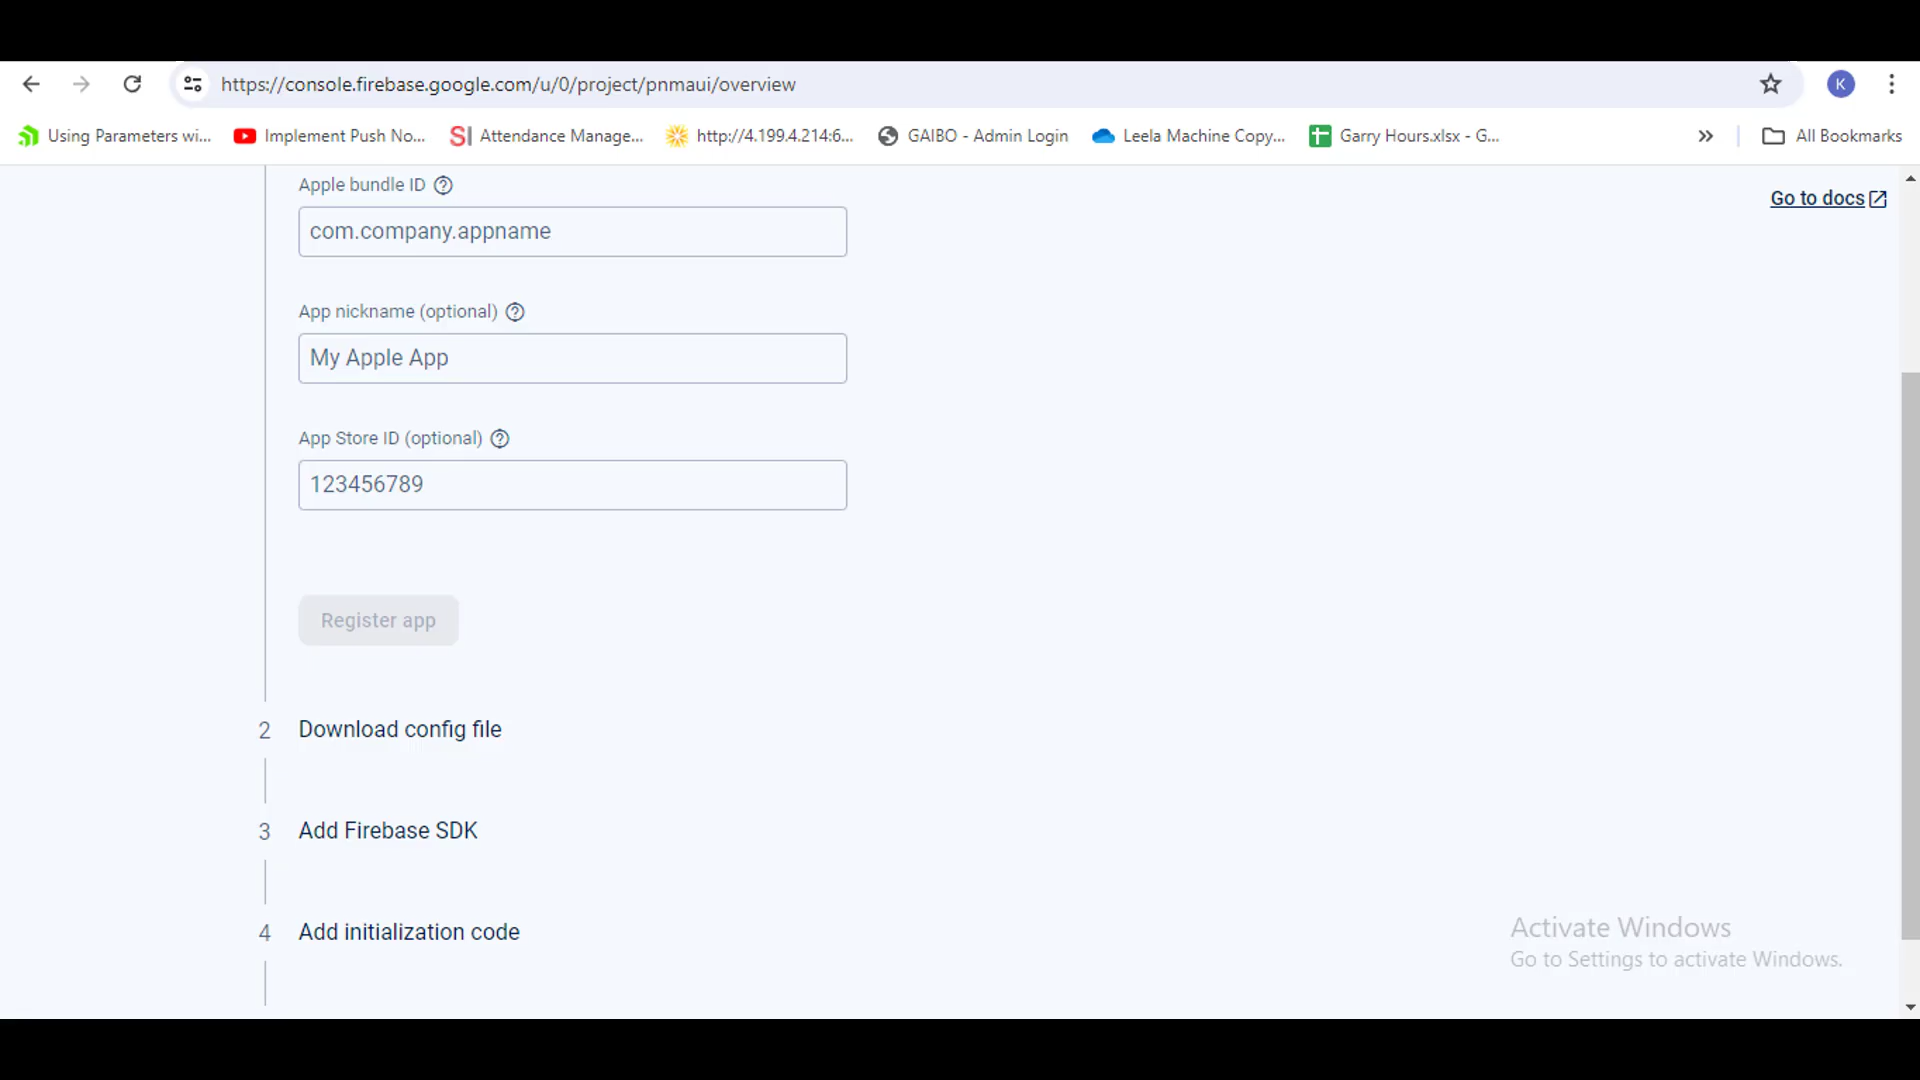 https://console.firebase.google.com/u/0/project/pnmaui/overview
K
Using Parameters wi...
Implement Push No...
Attendance Manage...
http://4.199.4.214:6...
GAIBO - Admin Login
Leela Machine Copy...
Garry Hours.xlsx - G...
All Bookmarks
Apple bundle ID
Go to docs
com.company.appname
App nickname (optional)
My Apple App
App Store ID (optional)
123456789
Register app
2 Download config file
3 Add Firebase SDK
4 Add initialization code
Activate Windows
Go to Settings to activate Windows.